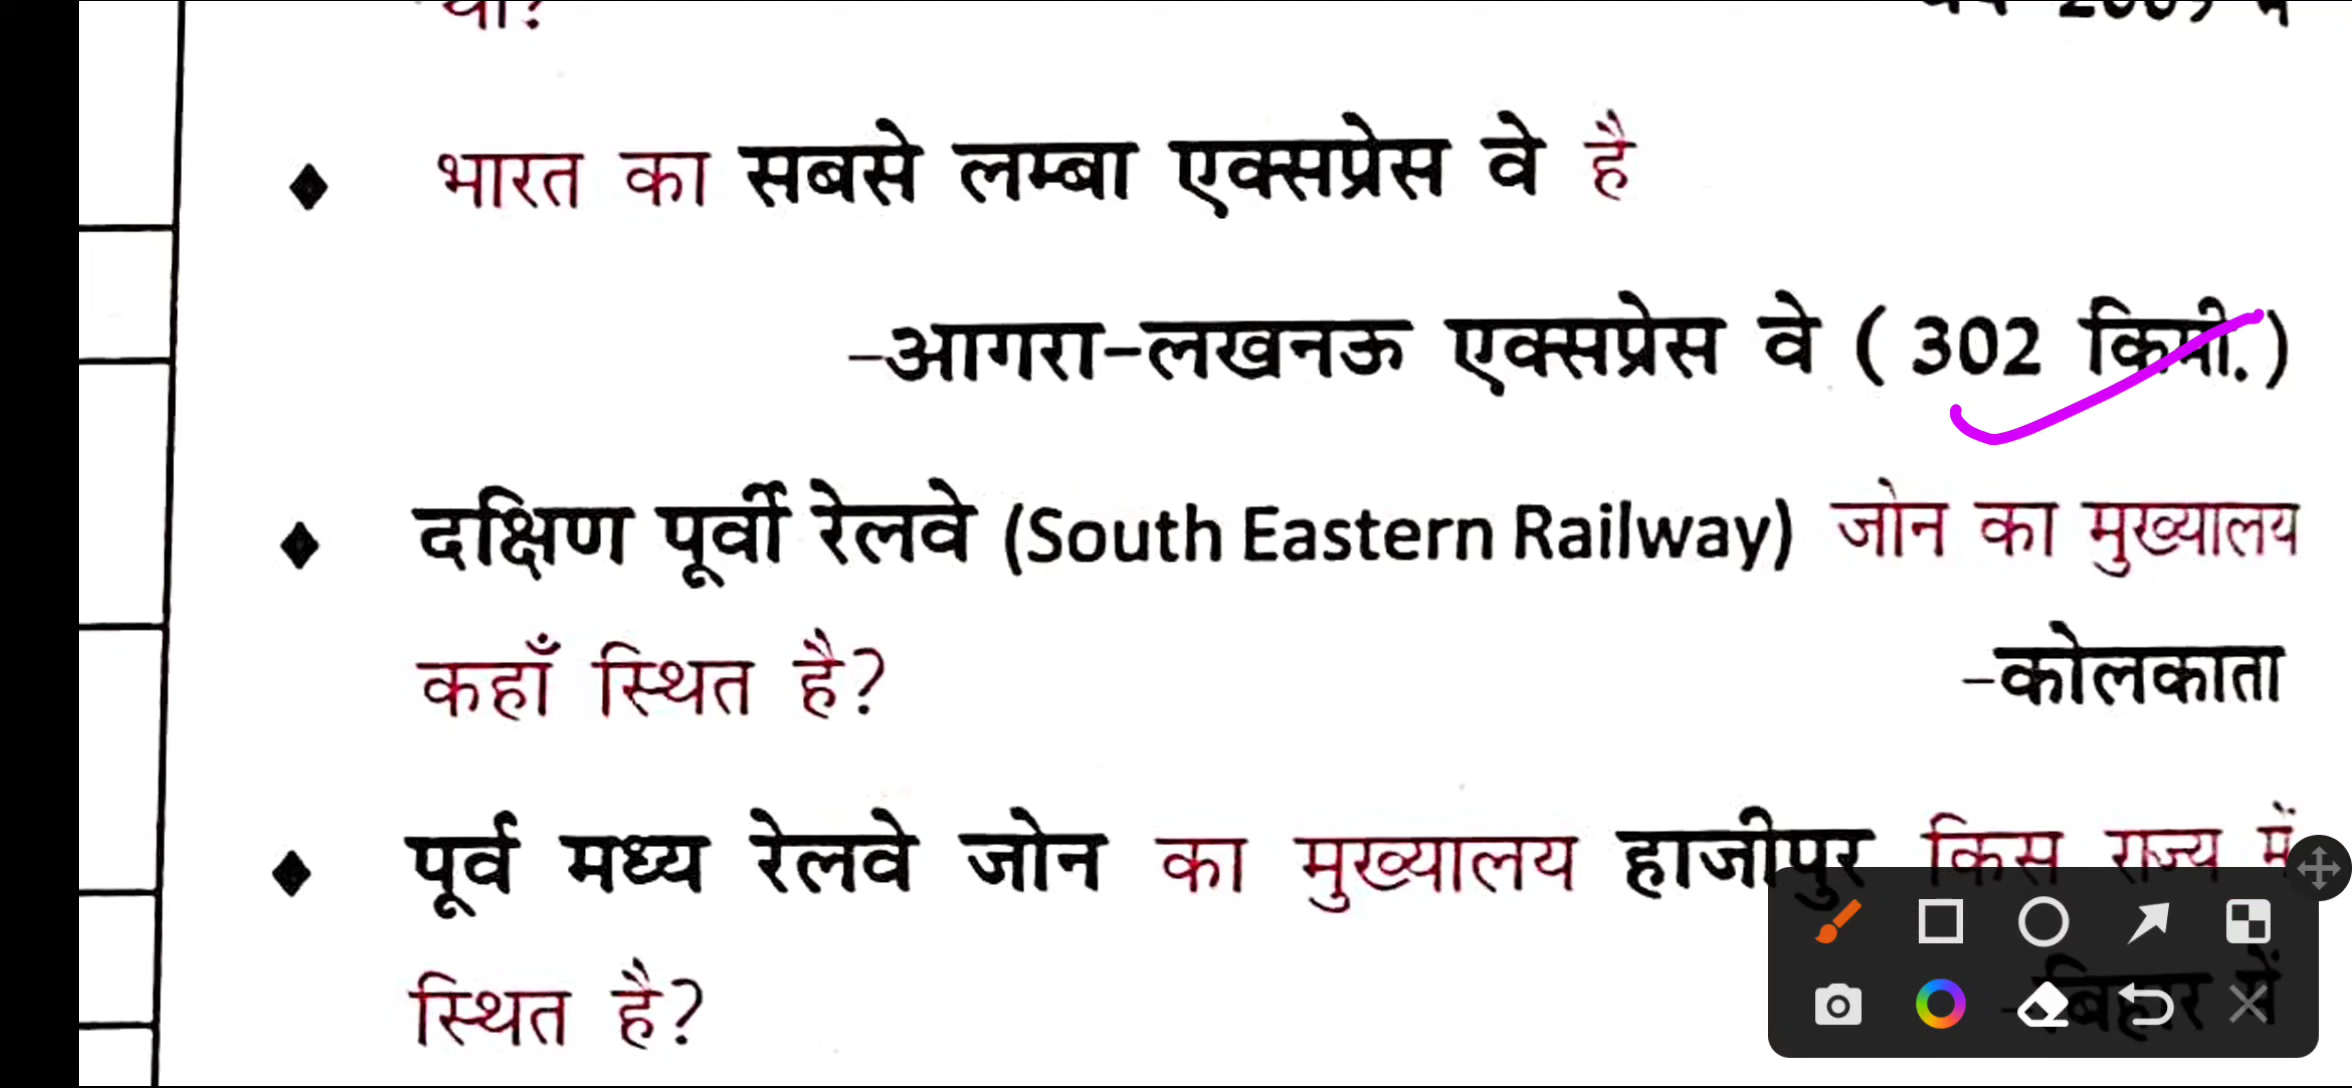 भारत का सबसे लम्बा एक्सप्रेस वे है
–आगरा–लखनऊ एक्सप्रेस वे ( 302 किमी.)
दक्षिण पूर्वी रेलवे (South Eastern Railway) जोन का मुख्यालय
कहाँ स्थित है?
–कोलकाता
पूर्व मध्य रेलवे जोन का मुख्यालय हाजीपुर किस राज्य में
स्थित है?
–बिहार में